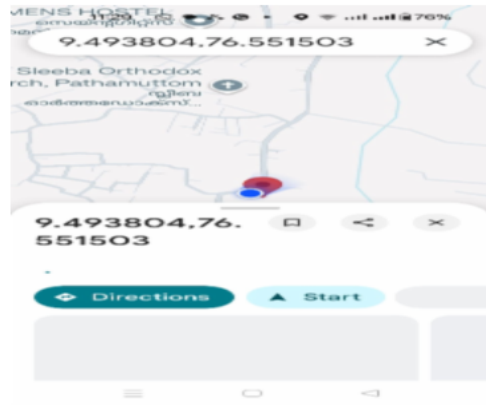 MENS HOSTEL
76%
9.493804,76.551503
Sleeba Orthodox
rch, Pathamuttom
സ്ലീബ
9.493804,76.
551503
Directions
Start